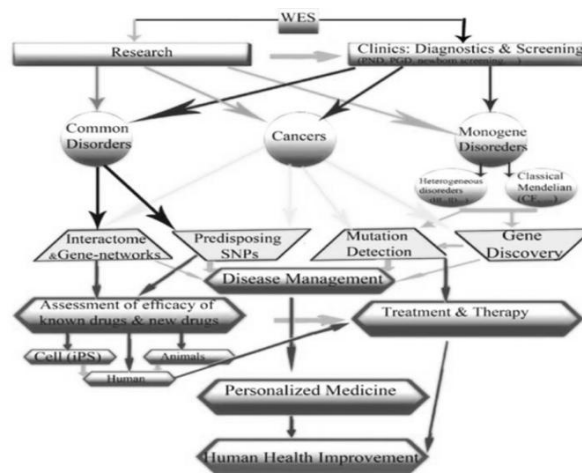 WES
Research
Clinics: Diagnostics & Screening
(PND, PGD, newborn screening, ...)
Common
Disorders
Cancers
Monogene
Disoreders
Heterogeneous
disoreders
Classical
Mendelian
(CF,...)
Interactome
&Gene-networks
Predisposing
SNPs
Mutation
Detection
Gene
Discovery
Disease Management
Assessment of efficacy of
known drugs & new drugs
Treatment & Therapy
Cell (iPS)
Animals
Human
Personalized Medicine
Human Health Improvement